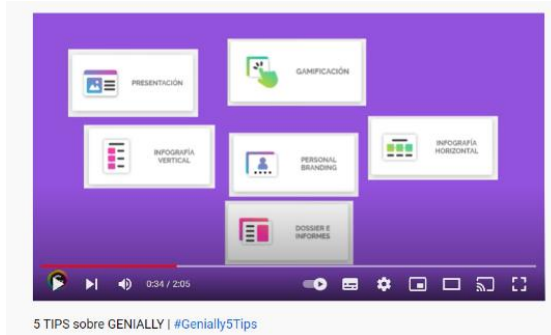 PRESENTACIÓN
GAMIFICACIÓN
INFOGRAFÍA
VERTICAL
PERSONAL
BRANDING
INFOGRAFÍA
HORIZONTAL
DOSSIER E
INFORMES
0:34 / 2:05
5 TIPS sobre GENIALLY | #Genially5Tips